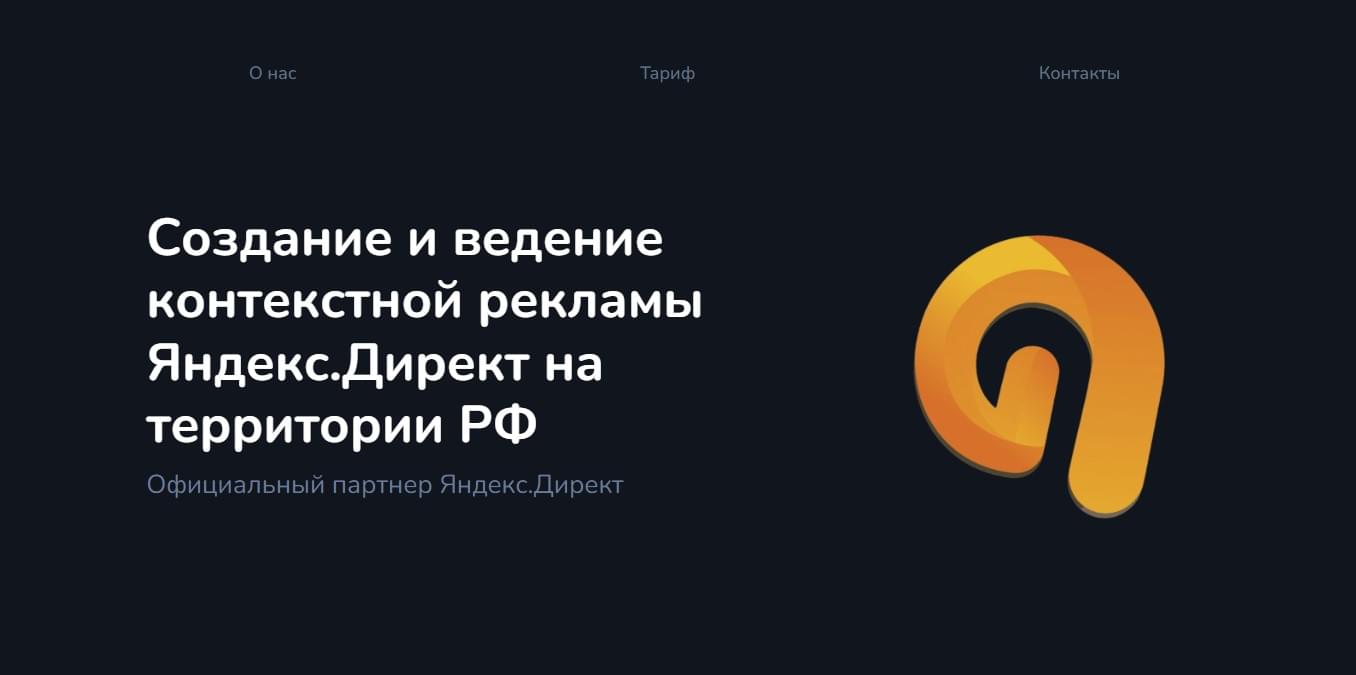 О нас
Тариф
Контакты
Создание и ведение
контекстной рекламы
Яндекс.Директ на
территории РФ
Официальный партнер Яндекс.Директ